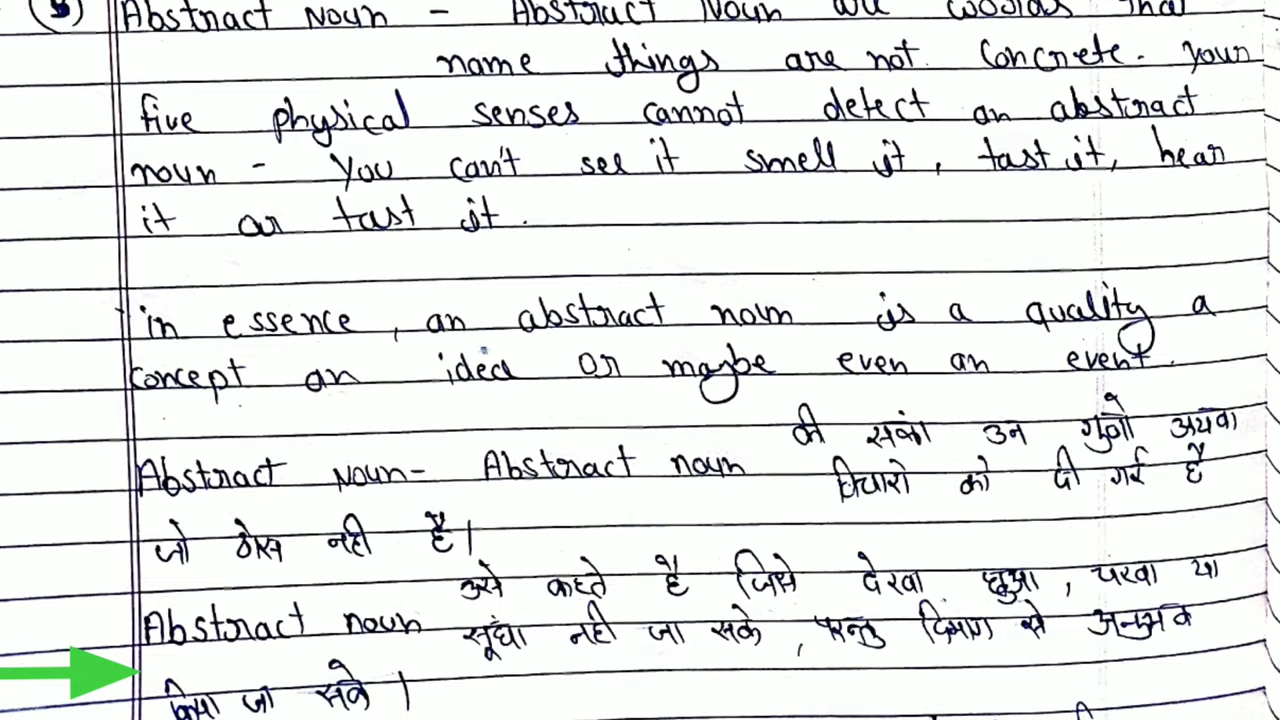 (5) Abstract Noun - Abstract Noun are words that
name things are not concrete. your
five physical senses cannot detect an abstract
noun - You can't see it smell it, tast it, hear
it or tast it.
in essence, an abstract noun is a quality a
concept an idea or maybe even an event.
Abstract Noun- Abstract noun की सकां उन गुणो अथवा
विचारो को दी गई है
जो ठोस नही है।
Abstract noun उसे कहते है जिसे देखा छुआ, चखा या
सूंघा नही जा सके, परन्तु दिमाग से अनुभव
किया जा सके।